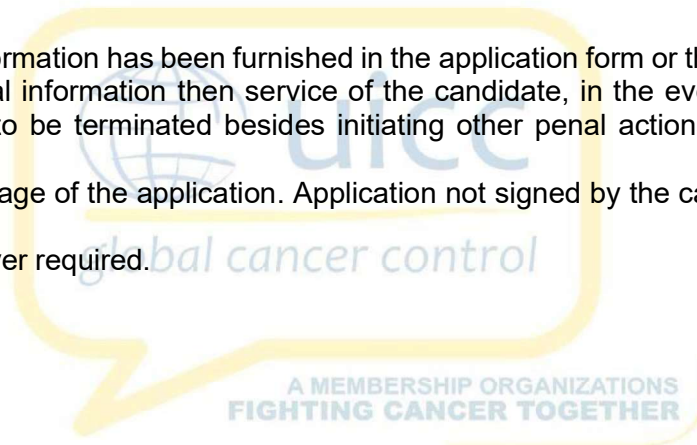 ormation has been furnished in the application form or th
al information then service of the candidate, in the eve
to be terminated besides initiating other penal action
uicc
age of the application. Application not signed by the ca
er required.
global cancer control
A MEMBERSHIP ORGANIZATIONS
FIGHTING CANCER TOGETHER